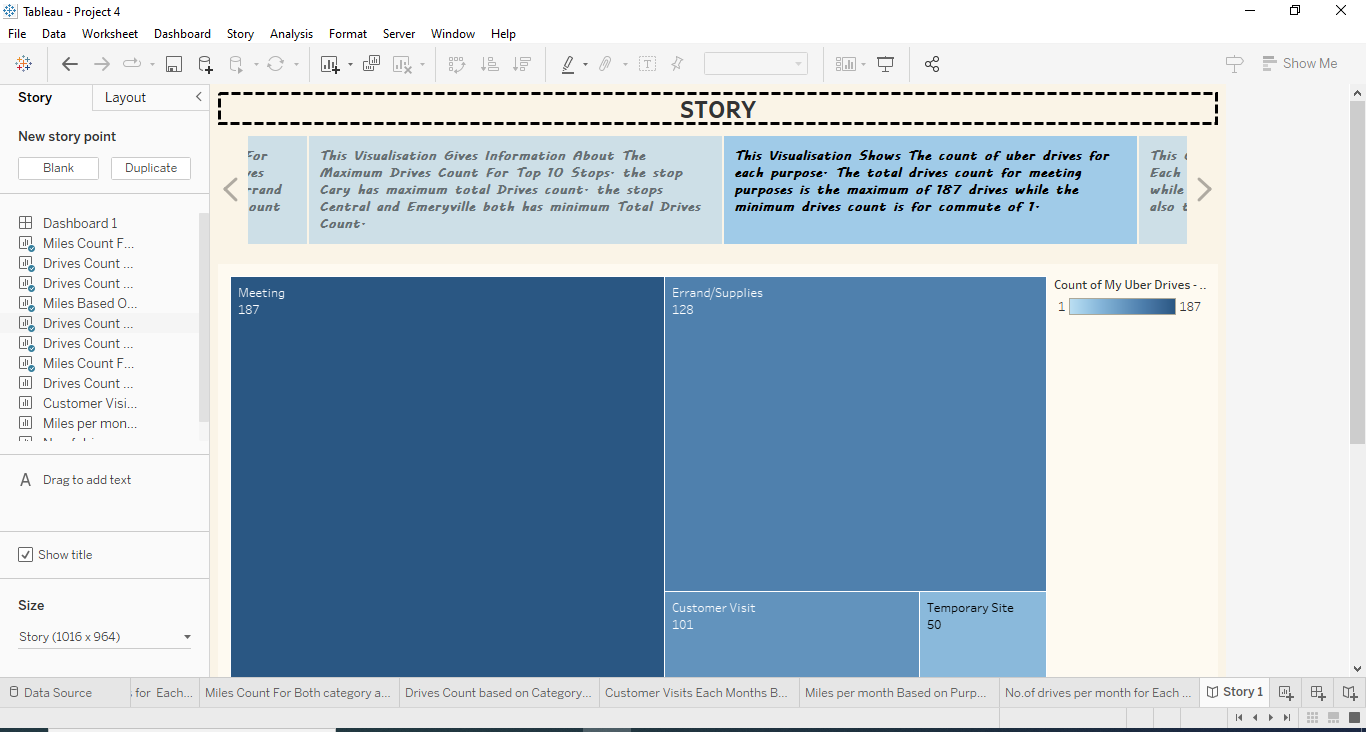 Tableau - Project 4
File Data Worksheet Dashboard Story Analysis Format Server Window Help
Show Me
Story Layout
New story point
Blank Duplicate
Dashboard 1
Miles Count F...
Drives Count ...
Drives Count ...
Miles Based O...
Drives Count ...
Drives Count ...
Miles Count F...
Drives Count ...
Customer Visi...
Miles per mon...
A Drag to add text
Show title
Size
Story (1016 x 964)
STORY
For
ves
rrand
ount
This Visualisation Gives Information About The
Maximum Drives Count For Top 10 Stops. the stop
Cary has maximum total Drives count. the stops
Central and Emeryville both has minimum Total Drives
Count.
This Visualisation Shows The count of uber drives for
each purpose. The total drives count for meeting
purposes is the maximum of 187 drives while the
minimum drives count is for commute of 1.
This
Each
while
also
Meeting
187
Errand/Supplies
128
Customer Visit
101
Temporary Site
50
Count of My Uber Drives - ..
1 187
Data Source
s for Each...
Miles Count For Both category a...
Drives Count based on Category...
Customer Visits Each Months B...
Miles per month Based on Purp...
No.of drives per month for Each ...
Story 1